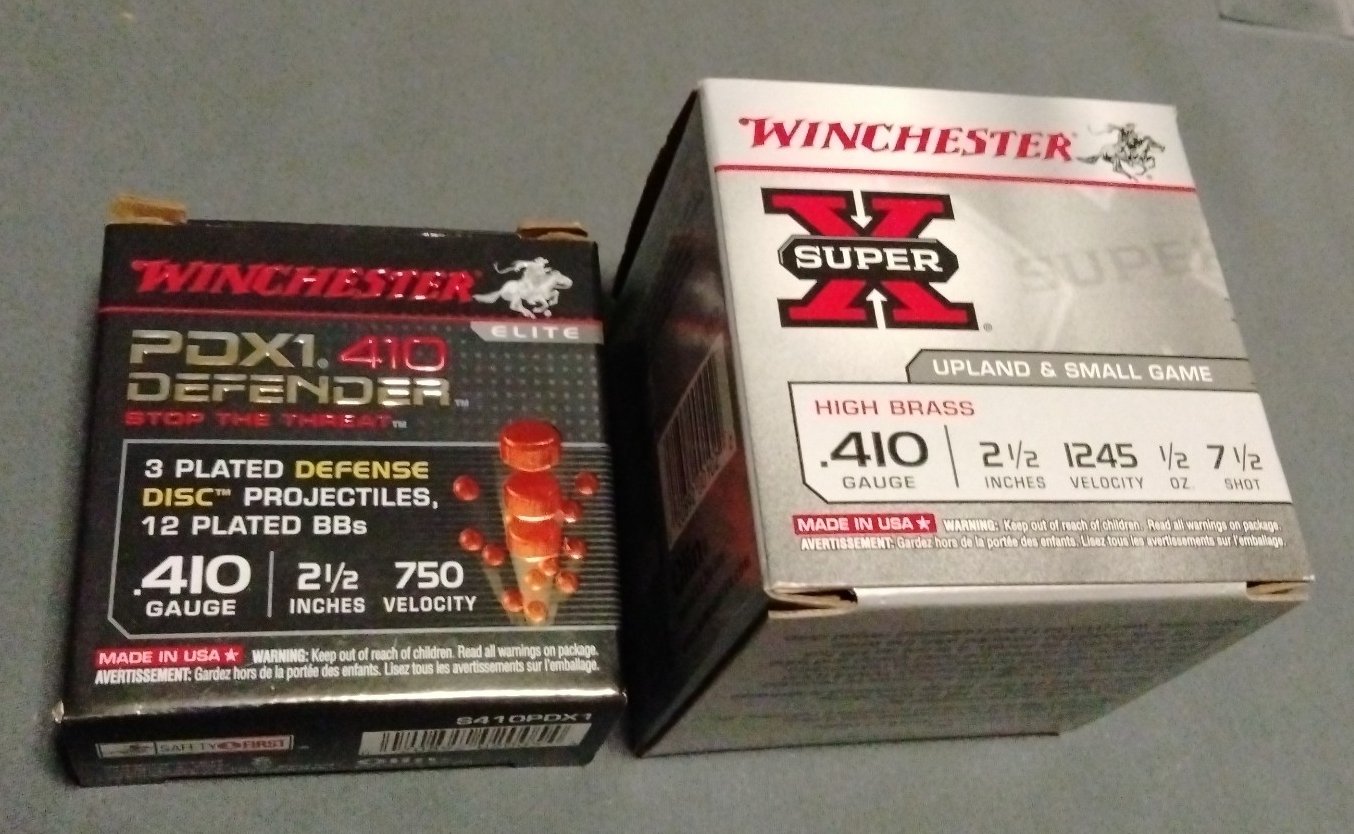 WINCHESTER
ELITE
PDX1® 410
DEFENDER™
STOP THE THREAT™
3 PLATED DEFENSE
DISC™ PROJECTILES,
12 PLATED BBs
.410 2 1/2 750
GAUGE INCHES VELOCITY
MADE IN USA ★ WARNING: Keep out of reach of children. Read all warnings on package.
AVERTISSEMENT: Gardez hors de la portée des enfants. Lisez tous les avertissements sur l'emballage.
S410PDX1
SAFETY FIRST
WINCHESTER®
SUPER X®
SUPER
UPLAND & SMALL GAME
HIGH BRASS
.410 2 1/2 1245 1/2 7 1/2
GAUGE INCHES VELOCITY OZ. SHOT
MADE IN USA ★ WARNING: Keep out of reach of children. Read all warnings on package.
AVERTISSEMENT: Gardez hors de la portée des enfants. Lisez tous les avertissements sur l'emballage.